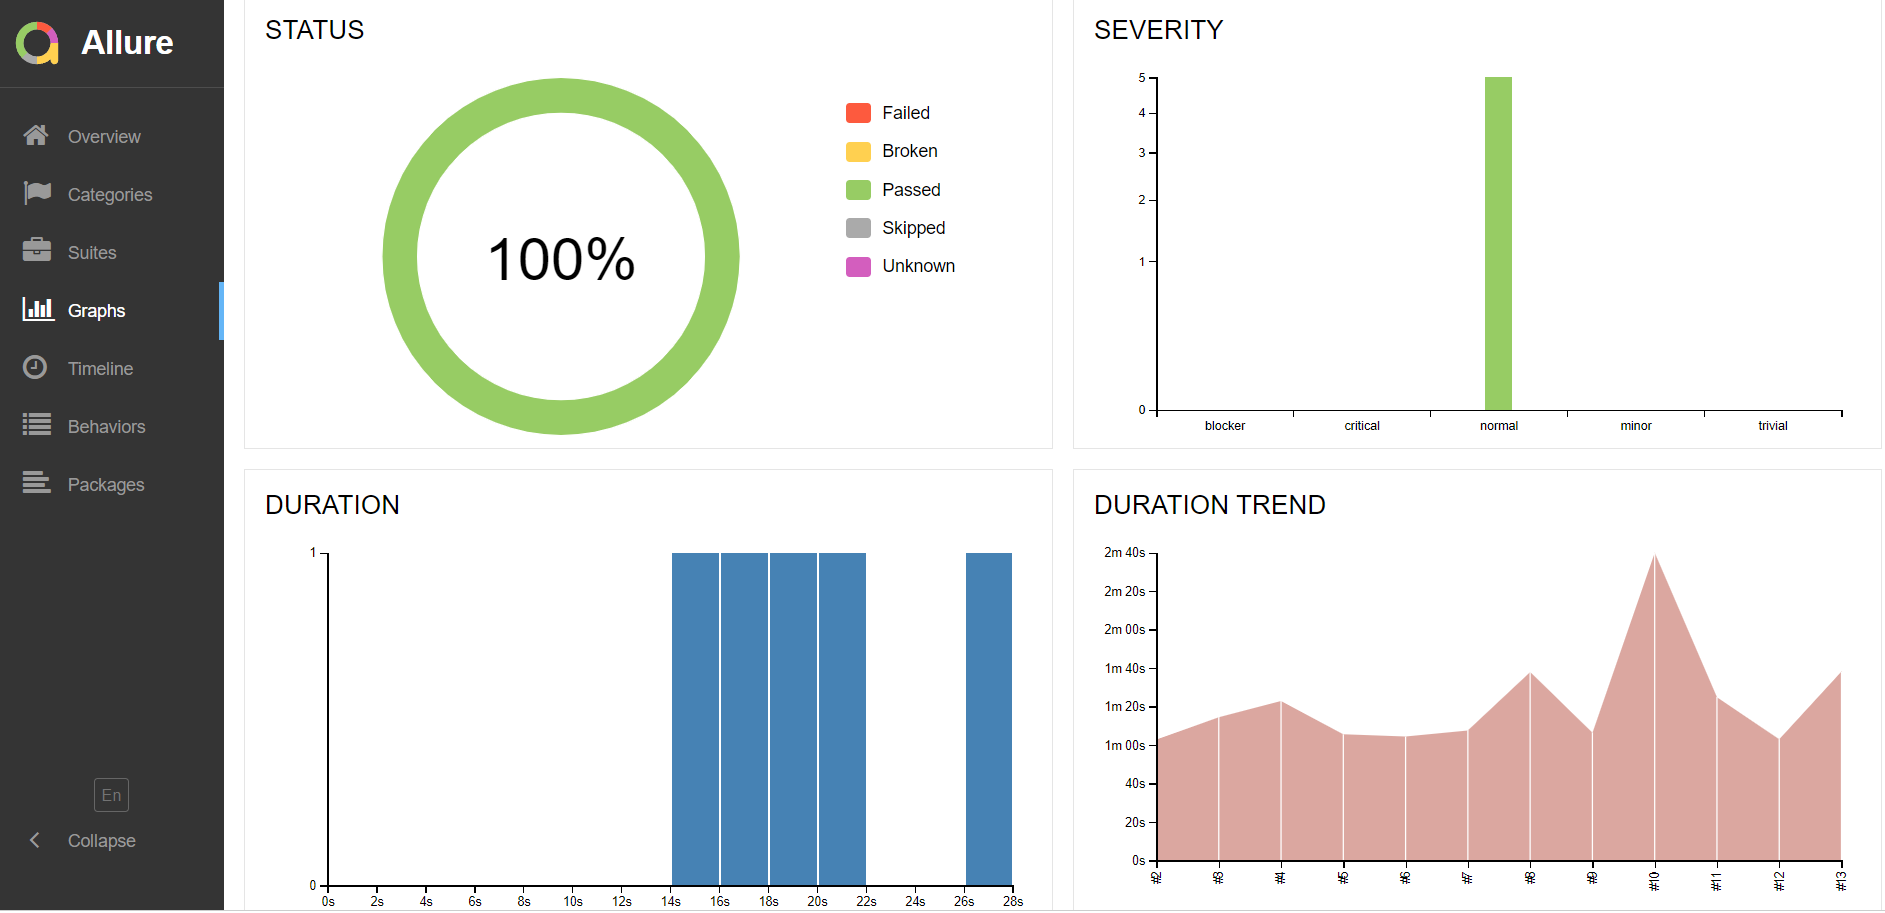 Allure
Overview
Categories
Suites
Graphs
Timeline
Behaviors
Packages
En
Collapse
STATUS
100%
Failed
Broken
Passed
Skipped
Unknown
SEVERITY
5
4
3
2
1
0
blocker critical normal minor trivial
DURATION
1
0
0s 2s 4s 6s 8s 10s 12s 14s 16s 18s 20s 22s 24s 26s 28s
DURATION TREND
2m 40s
2m 20s
2m 00s
1m 40s
1m 20s
1m 00s
40s
20s
0s
#2 #3 #4 #5 #6 #7 #8 #9 #10 #11 #12 #13